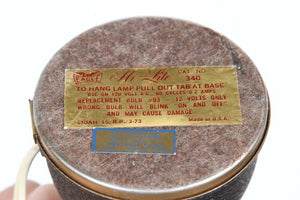 EAGLE Hi-Lite CAT. NO. 340
TO HANG LAMP PULL OUT TAB AT BASE
USE ON 120 VOLT A.C. 60 CYCLES 0.2 AMPS
REPLACEMENT BULB #93 - 12 VOLTS ONLY
WRONG BULB WILL BLINK "ON AND OFF"
AND MAY CAUSE DAMAGE
MADE IN U.S.A.